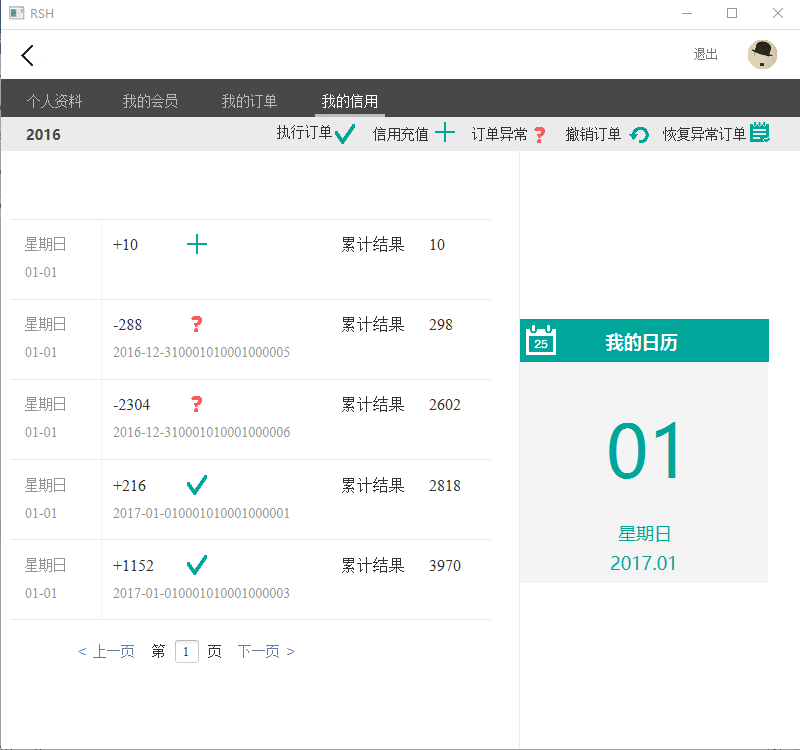 RSH
退出
个人资料 我的会员 我的订单 我的信用
2016 执行订单 信用充值 订单异常 撤销订单 恢复异常订单
星期日 +10 累计结果 10
01-01
星期日 -288 累计结果 298
01-01 2016-12-310001010001000005
25 我的日历
星期日 -2304 累计结果 2602
01-01 2016-12-310001010001000006
01
星期日 +216 累计结果 2818
01-01 2017-01-010001010001000001
星期日
2017.01
星期日 +1152 累计结果 3970
01-01 2017-01-010001010001000003
< 上一页 第 1 页 下一页 >